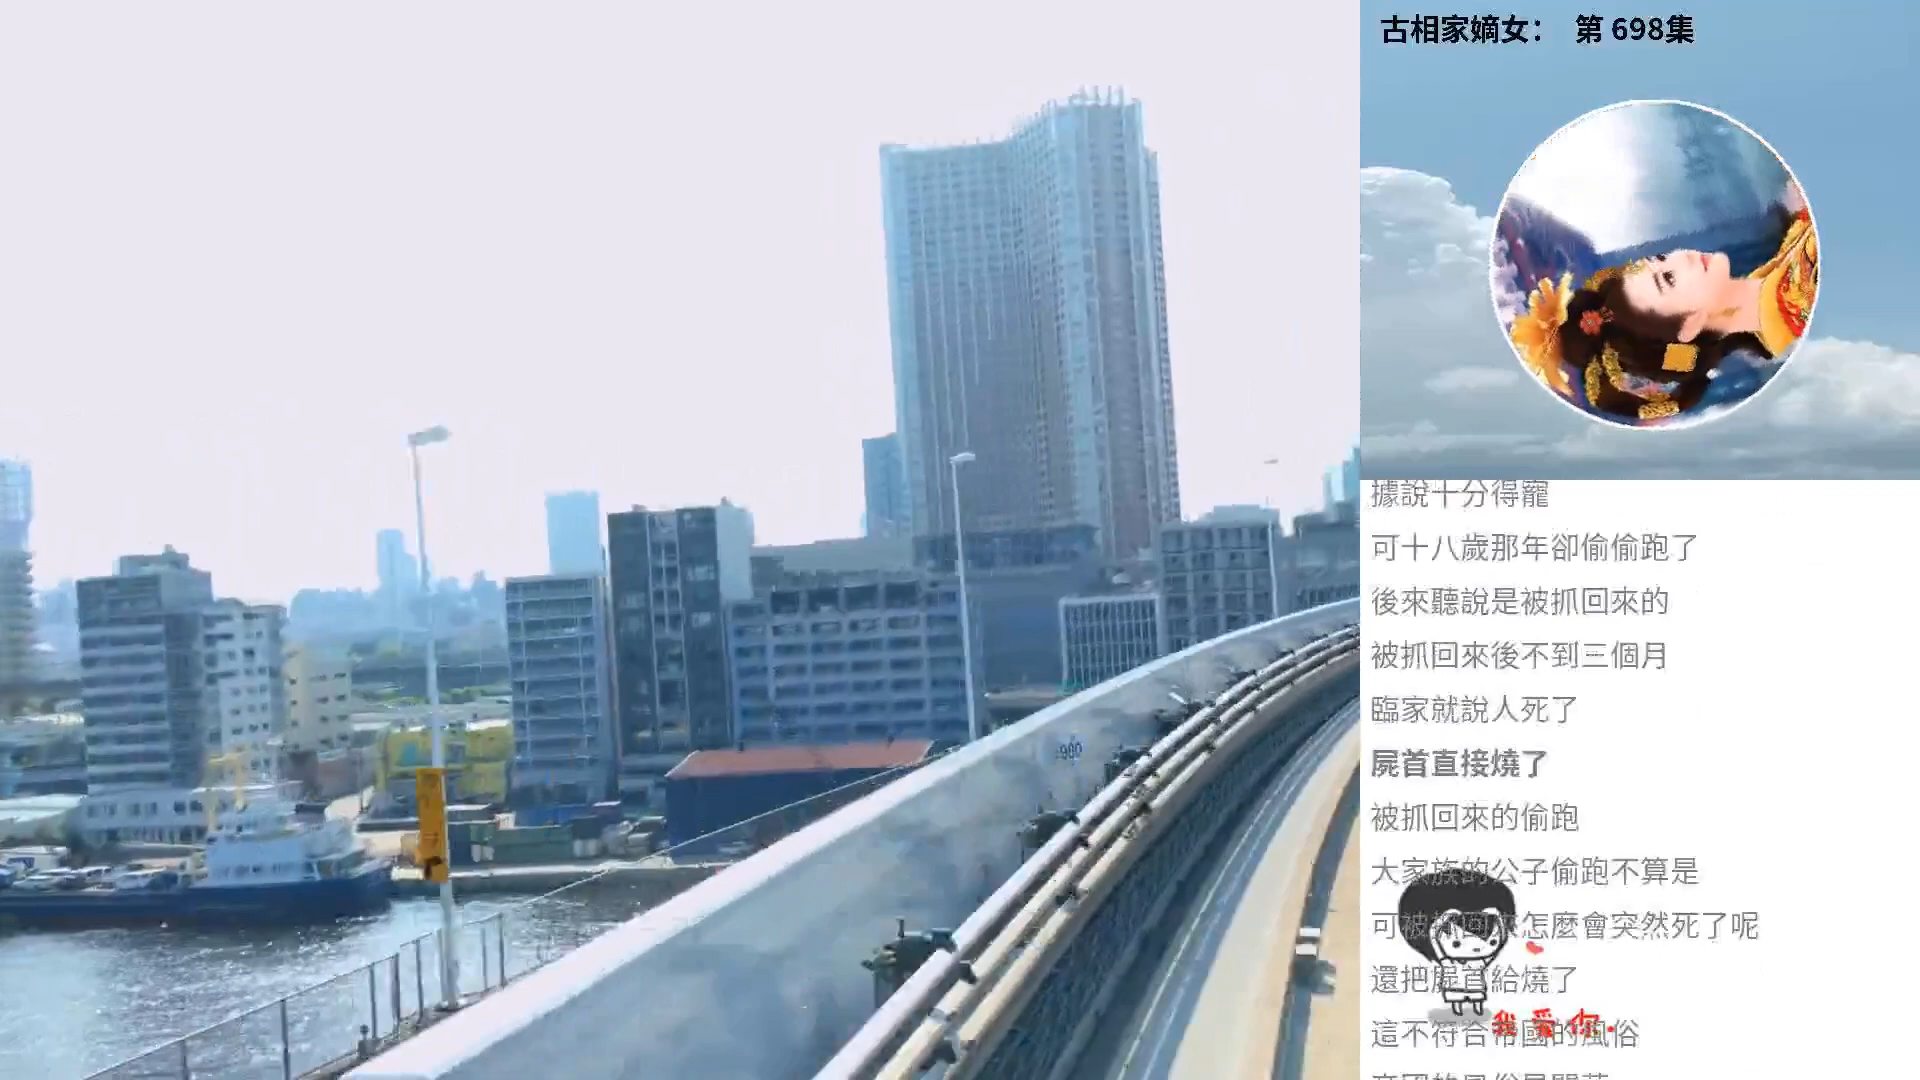 古相家嫡女： 第 698集
據說十分得寵
可十八歲那年卻偷偷跑了
後來聽說是被抓回來的
被抓回來後不到三個月
臨家就說人死了
屍首直接燒了
被抓回來的偷跑
大家族的公子偷跑不算是
可被抓回來怎麼會突然死了呢
還把屍首給燒了
我愛你.
這不符合帝國的風俗